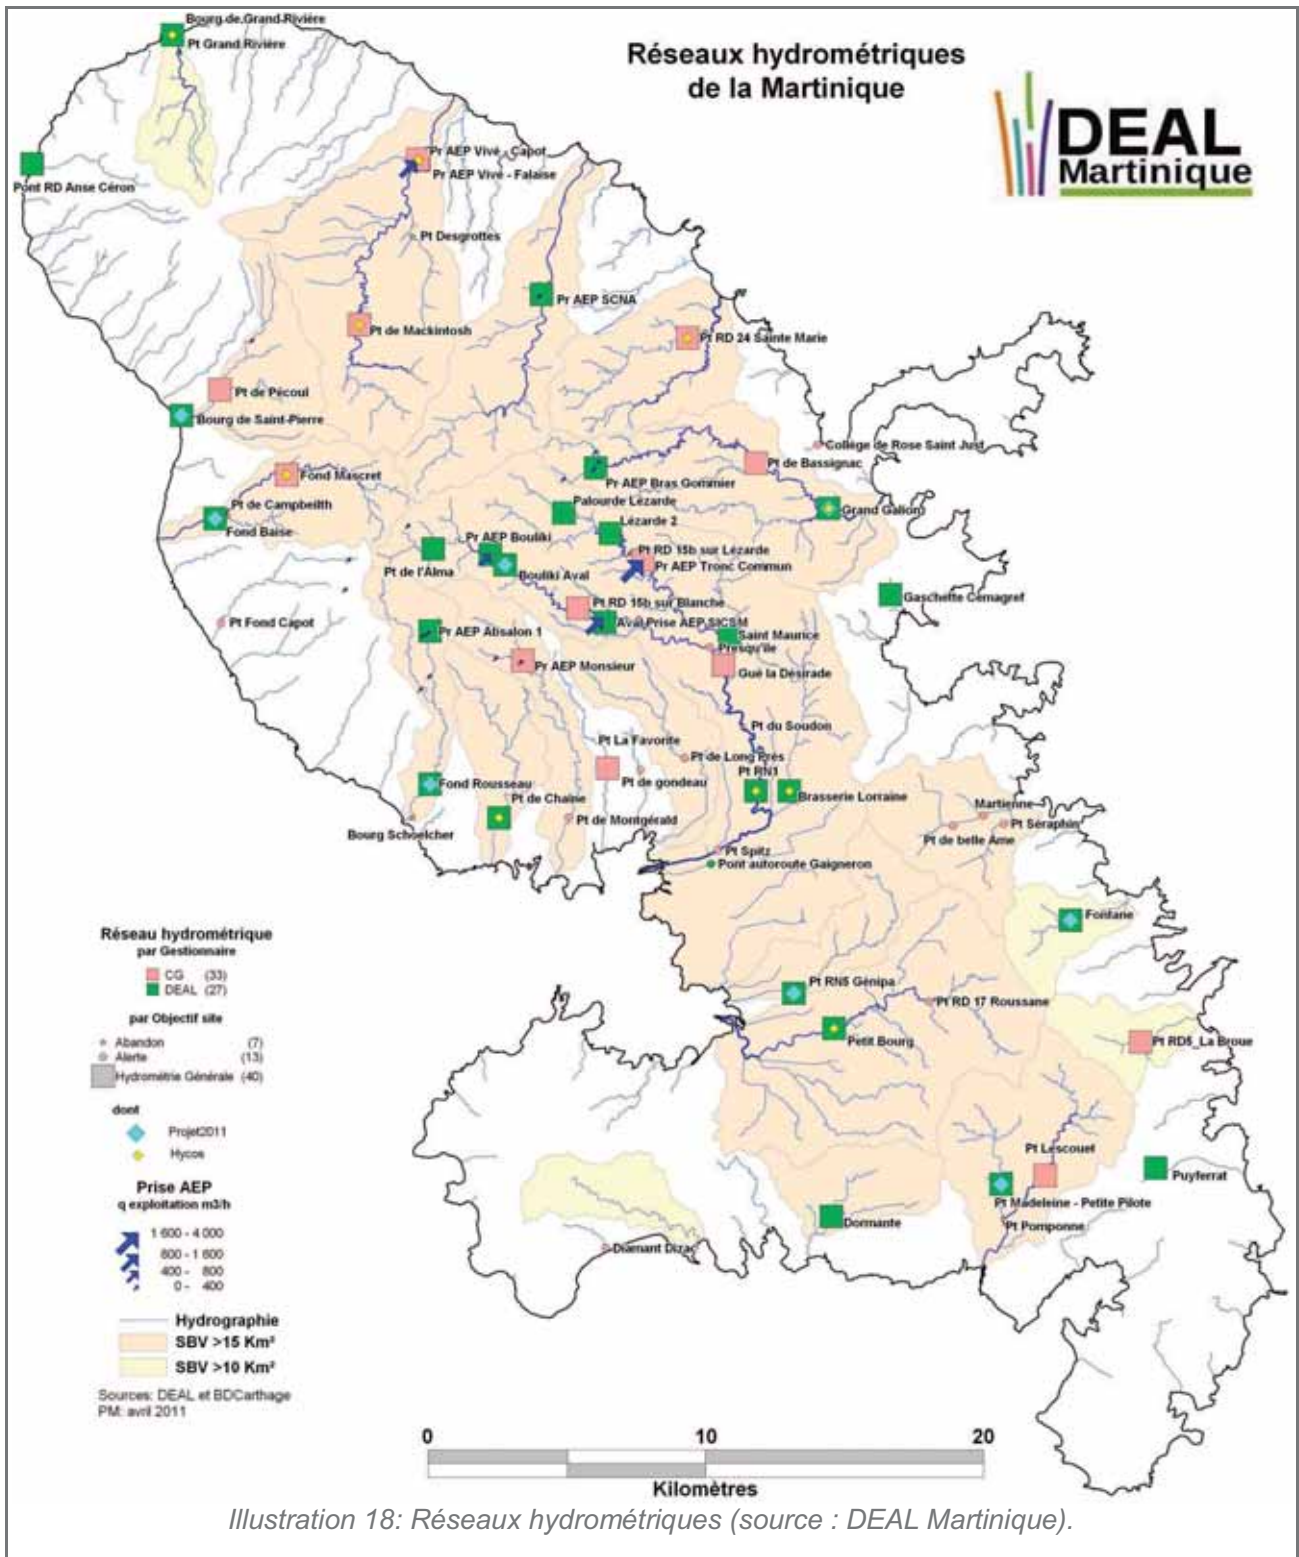 Réseaux hydrométriques
de la Martinique
DEAL
Martinique
Bourg de Grand-Rivière
Pt Grand Rivière
Pont RD Anse Céron
Pr AEP Vivé - Capot
Pr AEP Vivé - Falaise
Pt Desgrottes
Pr AEP SCNA
Pt de Mackintosh
Pt RD 24 Sainte Marie
Pt de Pécoul
Bourg de Saint-Pierre
Collège de Rose Saint Just
Pt de Bassignac
Fond Mascret
Pr AEP Bras Gommier
Pt de Campbeilth
Palourde Lézarde
Grand Galion
Fond Baise
Lézarde 2
Pr AEP Bouliki
Pt RD 15b sur Lézarde
Pr AEP Tronc Commun
Pt de l'Alma
Bouliki Aval
Gaschette Cemagref
Pt RD 15b sur Blanche
Pt Fond Capot
Aval Prise AEP SICSM
Pr AEP Absalon 1
Saint Maurice
Presqu'ile
Pr AEP Monsieur
Gué la Désirade
Pt du Soudon
Pt La Favorite
Pt de Long Prés
Pt RN1
Pt de gondeau
Fond Rousseau
Brasserie Lorraine
Pt de Chaine
Martienne
Pt de Montgérald
Pt Séraphin
Bourg Schoelcher
Pt de belle Ame
Pt Spitz
Pont autoroute Gaigneron
Fontane
Pt RN5 Génipa
Pt RD 17 Roussane
Petit Bourg
Pt RD5_La Broue
Pt Lescouet
Puyferrat
Pt Madeleine - Petite Pilote
Dormante
Pt Pomponne
Diamant Dizac
Réseau hydrométrique
par Gestionnaire
CG (33)
DEAL (27)
par Objectif site
Abandon (7)
Alerte (13)
Hydrométrie Générale (40)
dont
Projet2011
Hycos
Prise AEP
q exploitation m3/h
1 600 - 4 000
800 - 1 600
400 - 800
0 - 400
Hydrographie
SBV >15 Km²
SBV >10 Km²
Sources: DEAL et BDCarthage
PM: avril 2011
0 10 20
Kilomètres
Illustration 18: Réseaux hydrométriques (source : DEAL Martinique).